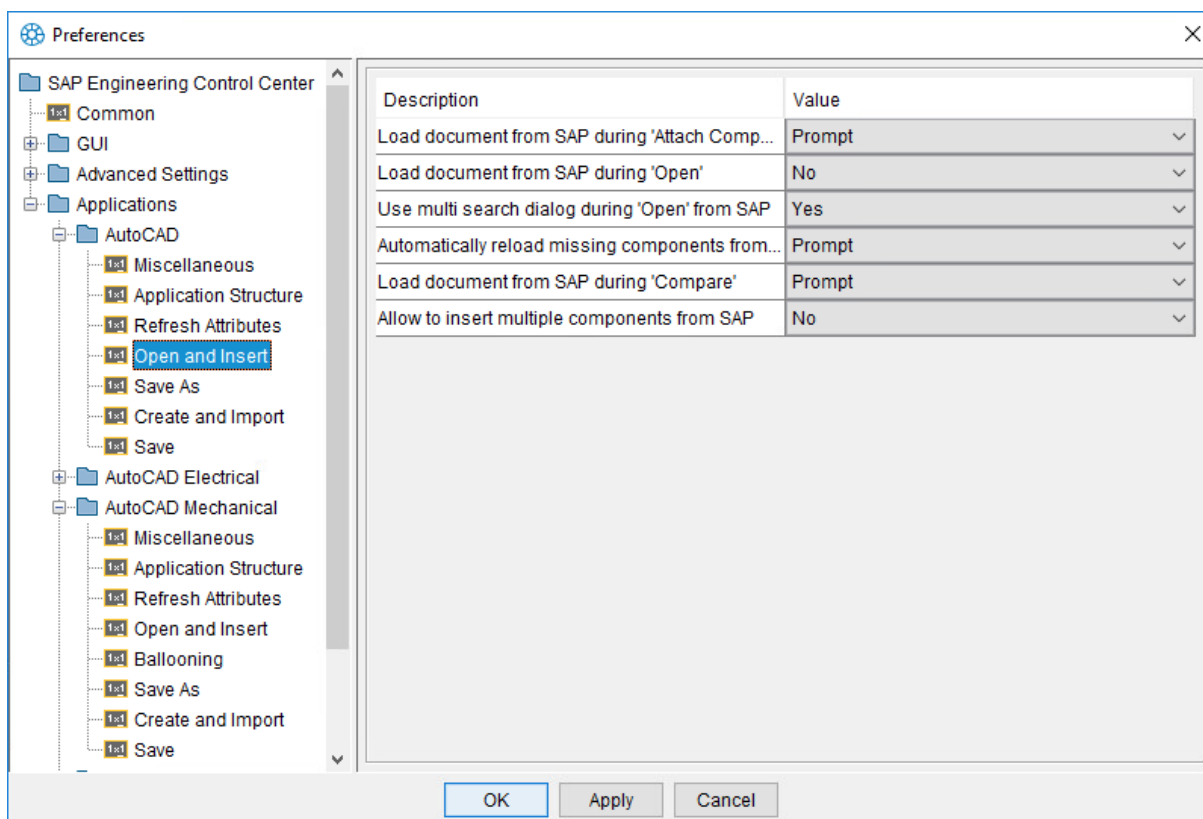 Preferences
SAP Engineering Control Center
Common
GUI
Advanced Settings
Applications
AutoCAD
Miscellaneous
Application Structure
Refresh Attributes
Open and Insert
Save As
Create and Import
Save
AutoCAD Electrical
AutoCAD Mechanical
Miscellaneous
Application Structure
Refresh Attributes
Open and Insert
Ballooning
Save As
Create and Import
Save
Description Value
Load document from SAP during 'Attach Comp... Prompt
Load document from SAP during 'Open' No
Use multi search dialog during 'Open' from SAP Yes
Automatically reload missing components from... Prompt
Load document from SAP during 'Compare' Prompt
Allow to insert multiple components from SAP No
OK Apply Cancel